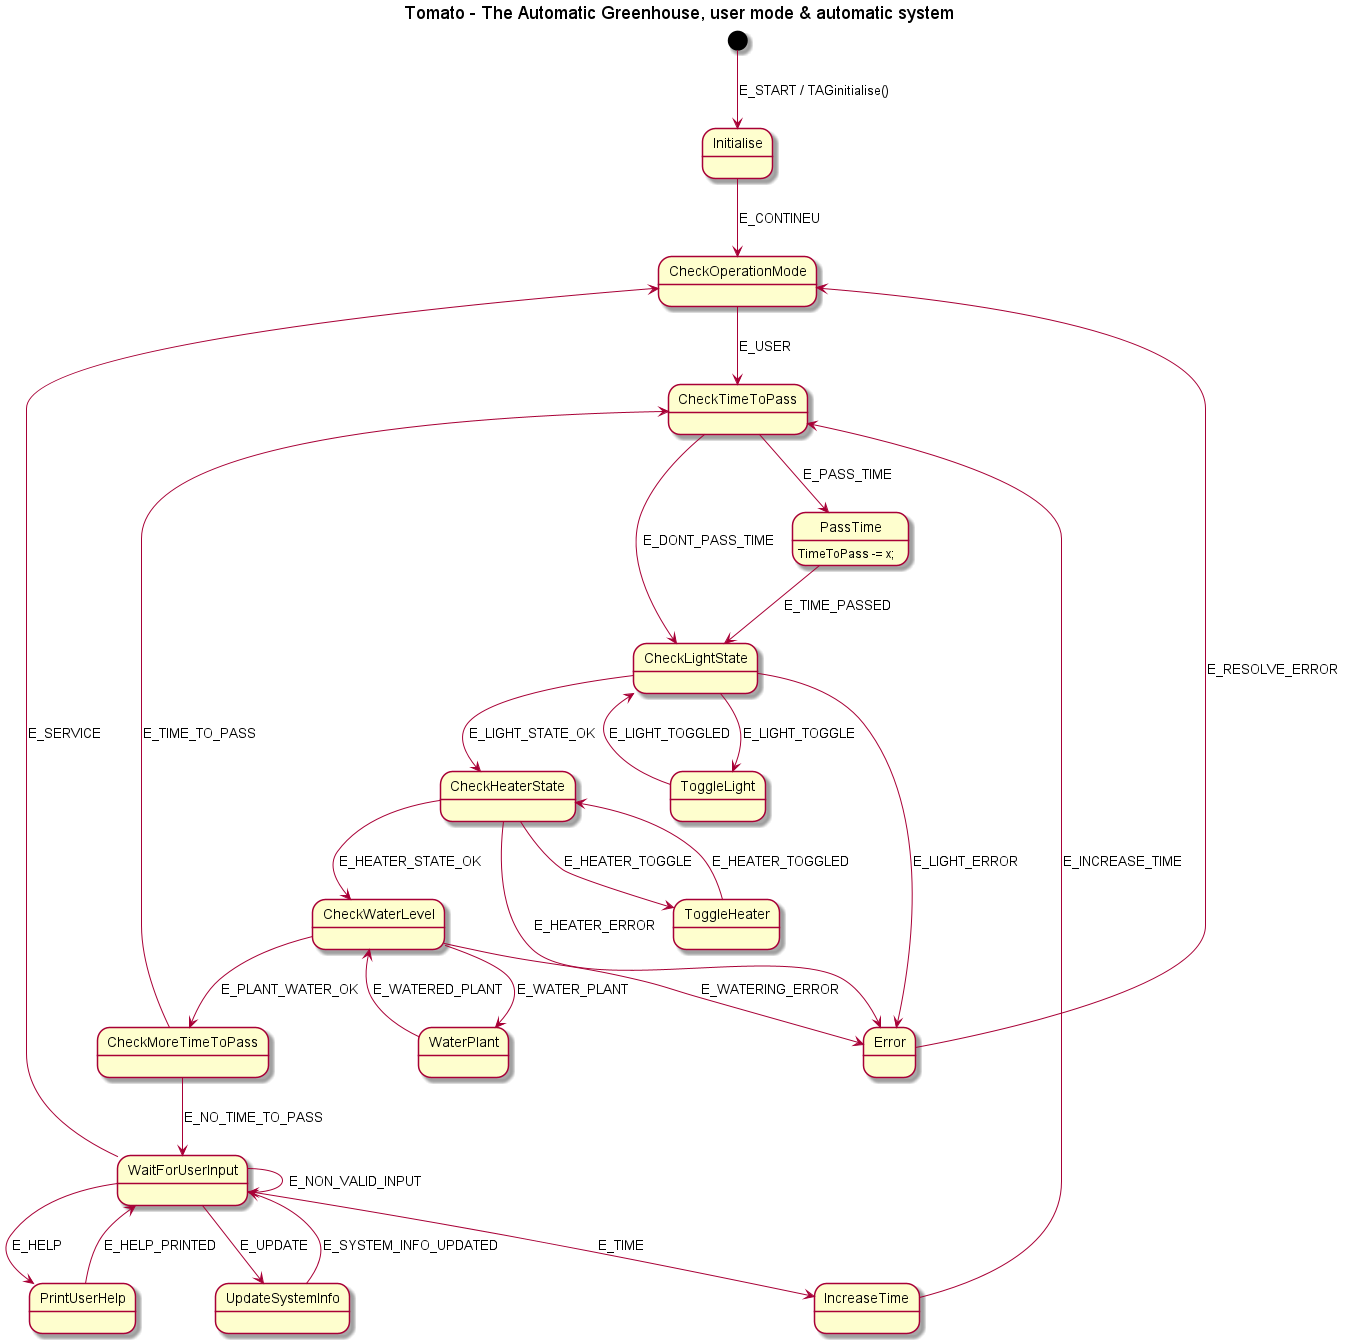 Tomato - The Automatic Greenhouse, user mode & automatic system
E_START / TAGinitialise()
Initialise
E_CONTINEU
CheckOperationMode
E_USER
CheckTimeToPass
E_PASS_TIME
PassTime
E_DONT_PASS_TIME
TimeToPass -= x;
E_TIME_PASSED
CheckLightState
E_RESOLVE_ERROR
E_SERVICE
E_TIME_TO_PASS
E_LIGHT_STATE_OK
E_LIGHT_TOGGLED
E_LIGHT_TOGGLE
CheckHeaterState
ToggleLight
E_HEATER_STATE_OK
E_HEATER_TOGGLE
E_HEATER_TOGGLED
E_LIGHT_ERROR
E_INCREASE_TIME
CheckWaterLevel
ToggleHeater
E_HEATER_ERROR
E_PLANT_WATER_OK
E_WATERED_PLANT
E_WATER_PLANT
E_WATERING_ERROR
CheckMoreTimeToPass
WaterPlant
Error
E_NO_TIME_TO_PASS
WaitForUserInput
E_NON_VALID_INPUT
E_HELP
E_HELP_PRINTED
E_UPDATE
E_SYSTEM_INFO_UPDATED
E_TIME
PrintUserHelp
UpdateSystemInfo
IncreaseTime